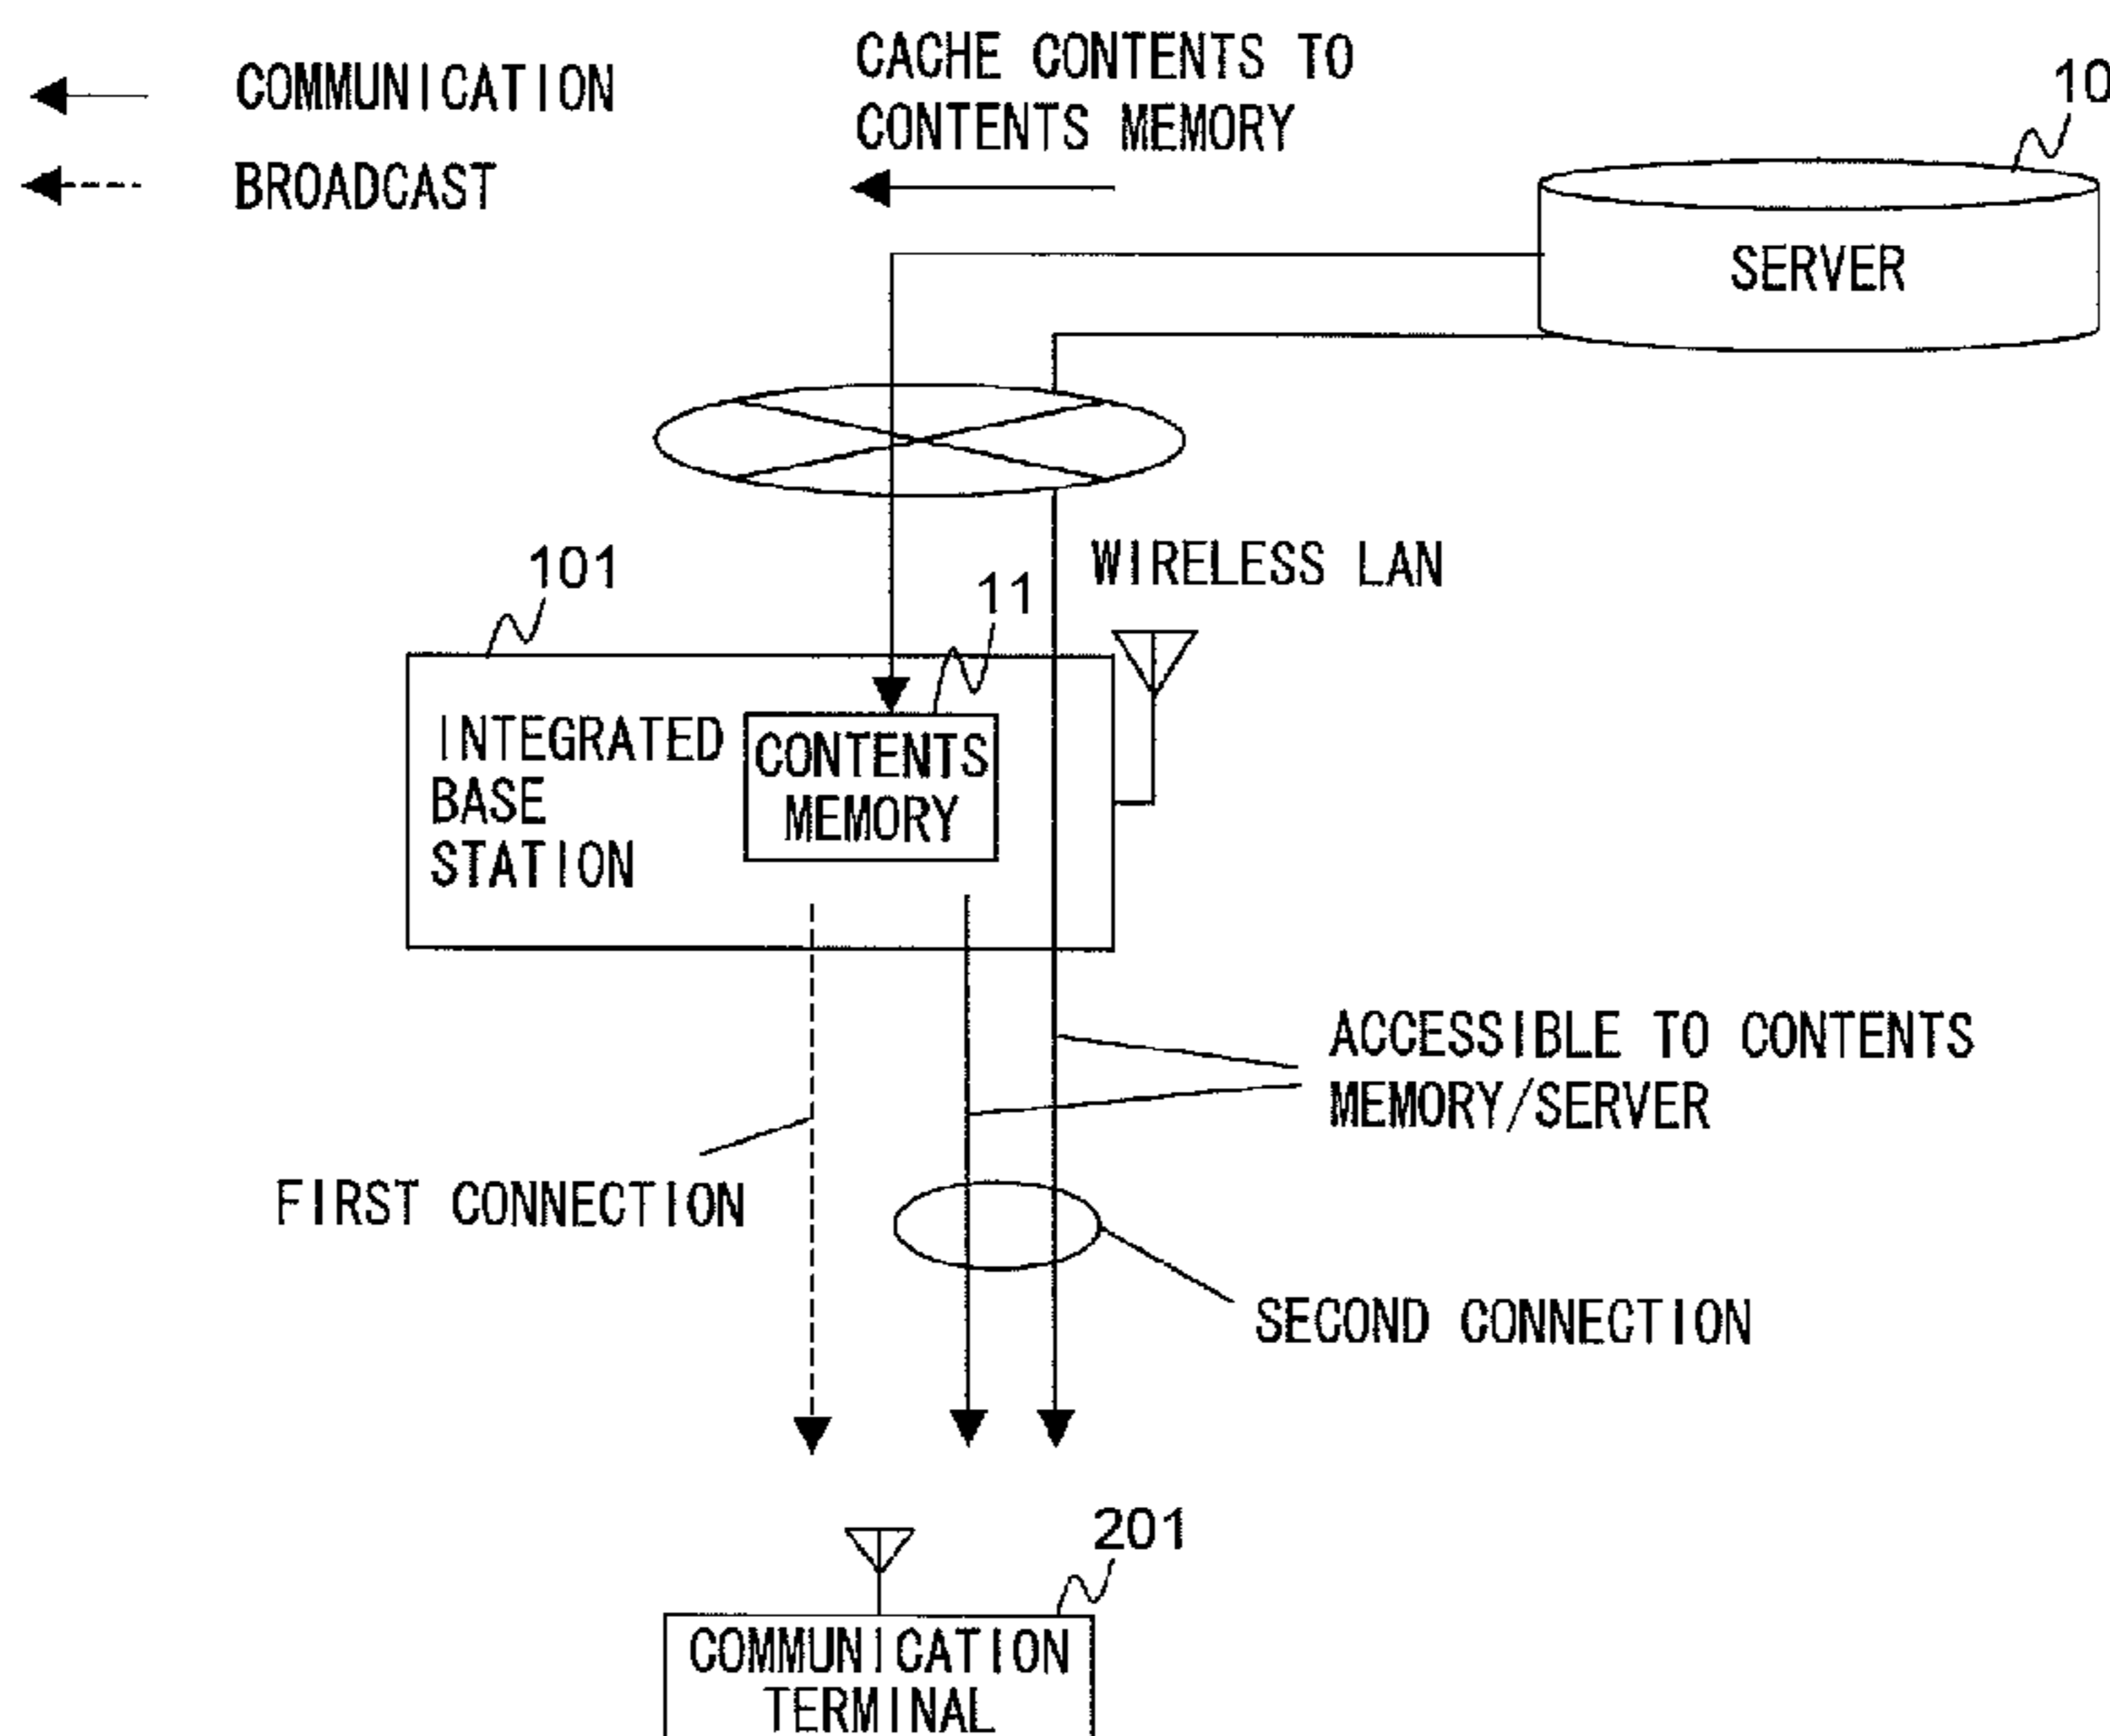 COMMUNICATION
BROADCAST
CACHE CONTENTS TO
CONTENTS MEMORY
10
SERVER
WIRELESS LAN
101
11
INTEGRATED
BASE
STATION
CONTENTS
MEMORY
ACCESSIBLE TO CONTENTS
MEMORY/SERVER
FIRST CONNECTION
SECOND CONNECTION
201
COMMUNICATION
TERMINAL